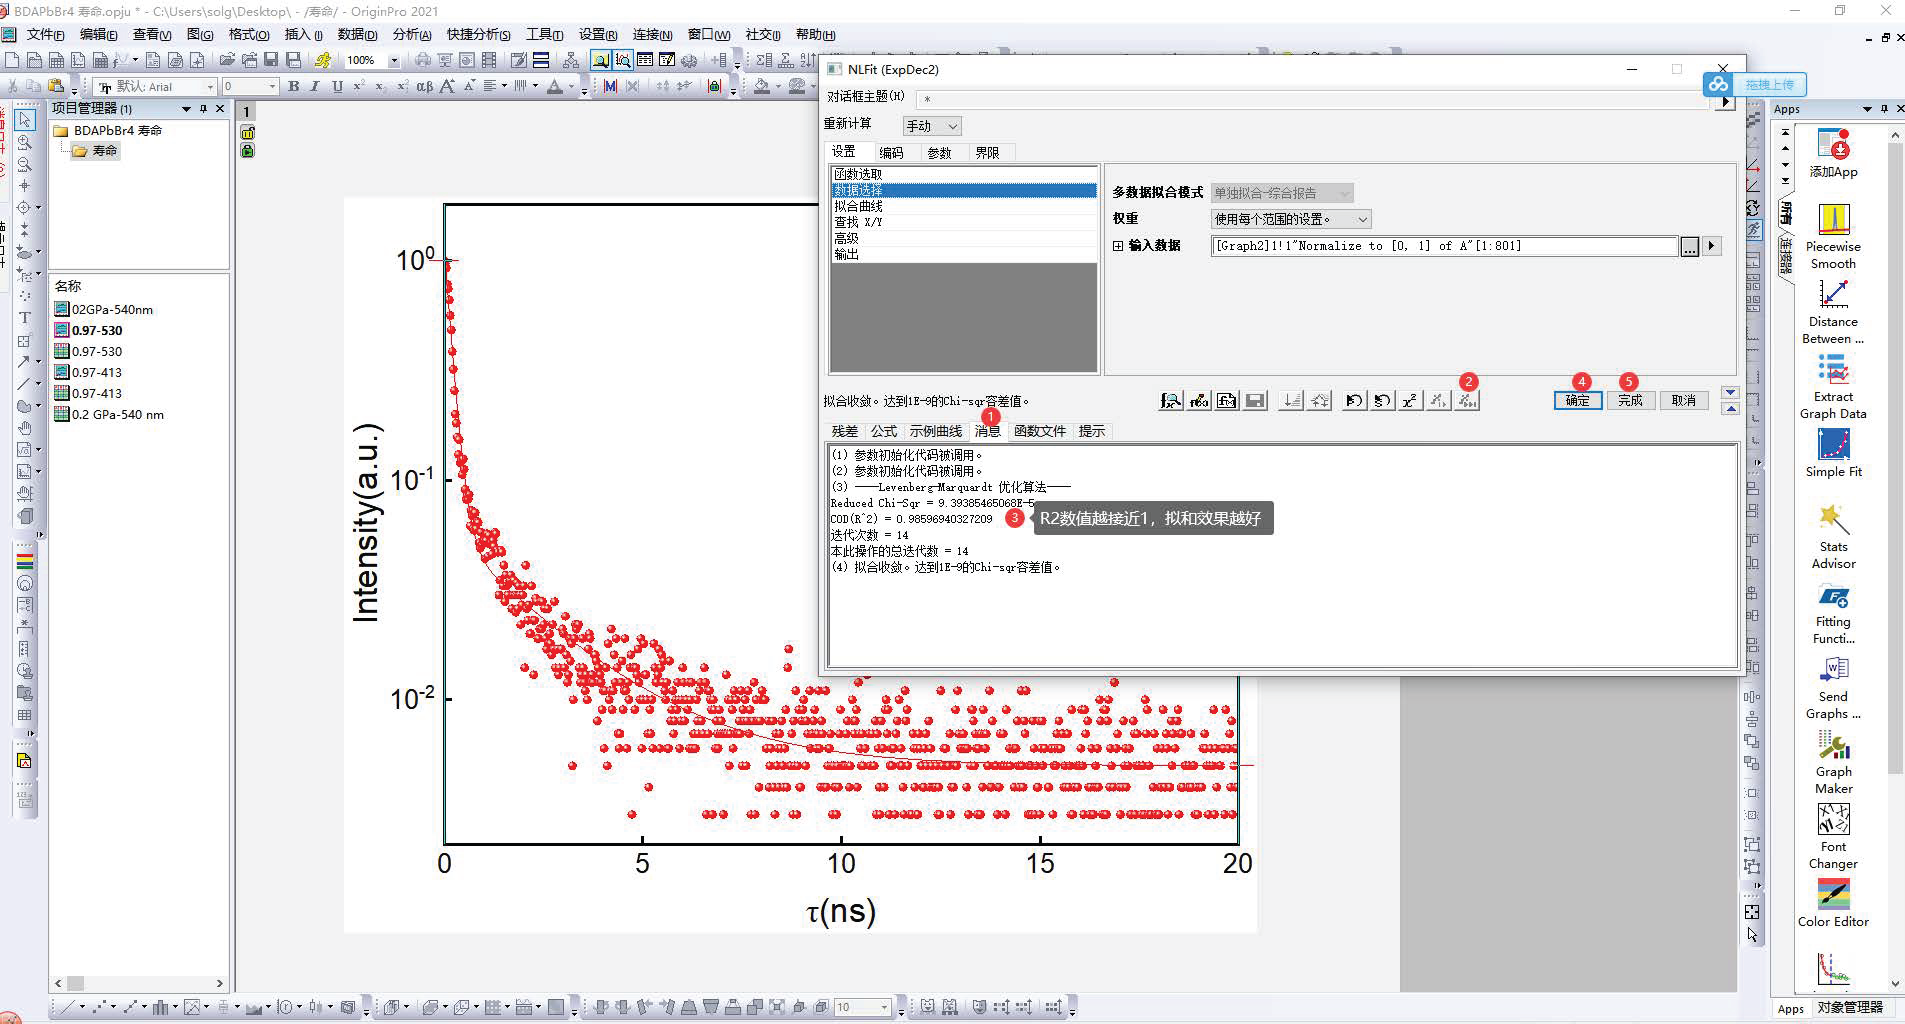 BDAPbBr4 寿命.opju * - C:\Users\solg\Desktop\ - /寿命/ - OriginPro 2021
文件(F) 编辑(E) 查看(V) 图(G) 格式(O) 插入(I) 数据(D) 分析(A) 快捷分析(S) 工具(T) 设置(R) 连接(N) 窗口(W) 社交(I) 帮助(H)
100%
默认: Arial 0 B I U αβ A A
项目管理器 (1)
BDAPbBr4 寿命
寿命
名称
02GPa-540nm
0.97-530
0.97-530
0.97-413
0.97-413
0.2 GPa-540 nm
1
10⁰
10⁻¹
10⁻²
Intensity(a.u.)
0 5 10 15 20
τ(ns)
NLFit (ExpDec2)
拖拽上传
对话框主题(H) *
重新计算 手动
设置 编码 参数 界限
函数选取
数据选择
拟合曲线
查找 X/Y
高级
输出
多数据拟合模式 单独拟合-综合报告
权重 使用每个范围的设置。
输入数据 [Graph2]1!1"Normalize to [0, 1] of A"[1:801]
...
2 4 5
拟合收敛。达到1E-9的Chi-sqr容差值。
确定 完成 取消
1
残差 公式 示例曲线 消息 函数文件 提示
(1) 参数初始化代码被调用。
(2) 参数初始化代码被调用。
(3) ──Levenberg-Marquardt 优化算法──
Reduced Chi-Sqr = 9.39385465068E-5
COD(R^2) = 0.98596940327209
3 R2数值越接近1，拟和效果越好
迭代次数 = 14
本此操作的总迭代数 = 14
(4) 拟合收敛。达到1E-9的Chi-sqr容差值。
Apps
所有
连接器
添加App
Piecewise
Smooth
Distance
Between ...
Extract
Graph Data
Simple Fit
Stats
Advisor
Fitting
Functi...
Send
Graphs ...
Graph
Maker
Font
Changer
Color Editor
10
Apps 对象管理器